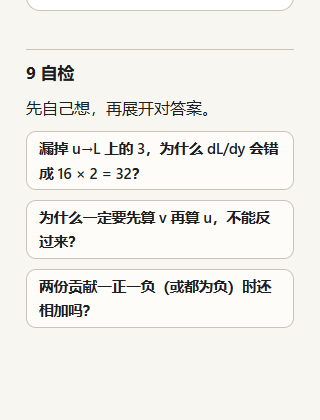 9 自检
先自己想，再展开对答案。
漏掉 u→L 上的 3，为什么 dL/dy 会错
成 16 × 2 = 32？
为什么一定要先算 v 再算 u，不能反
过来？
两份贡献一正一负（或都为负）时还
相加吗？